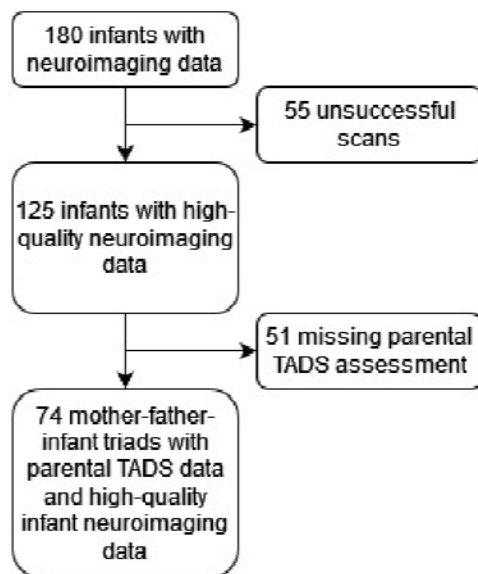 180 infants with
neuroimaging data
55 unsuccessful
scans
125 infants with high-
quality neuroimaging
data
51 missing parental
TADS assessment
74 mother-father-
infant triads with
parental TADS data
and high-quality
infant neuroimaging
data